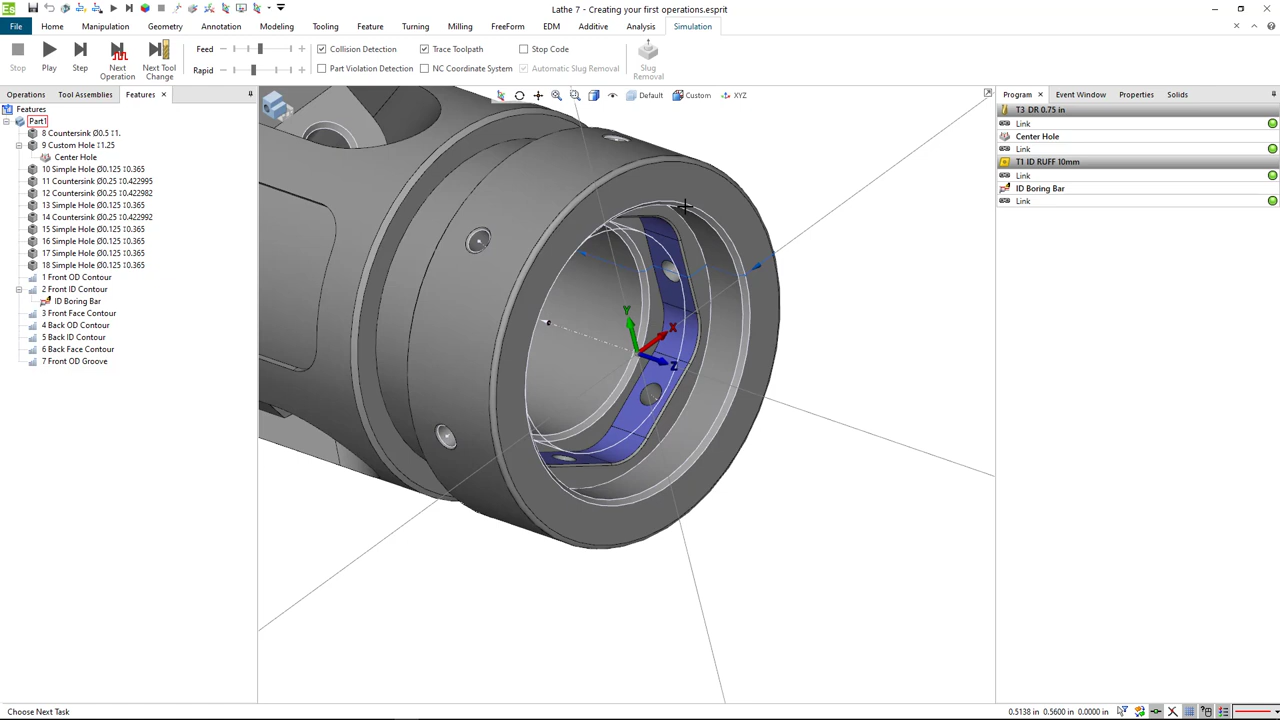 Es
Lathe 7 - Creating your first operations.esprit
File Home Manipulation Geometry Annotation Modeling Tooling Feature Turning Milling FreeForm EDM Additive Analysis Simulation
Stop Play Step Next Operation Next Tool Change
Feed
Rapid
Collision Detection Trace Toolpath Stop Code
Part Violation Detection NC Coordinate System Automatic Slug Removal
Slug Removal
Operations Tool Assemblies Features
Features
Part1
8 Countersink Ø0.5 ↧1.
9 Custom Hole ↧1.25
Center Hole
10 Simple Hole Ø0.125 ↧0.365
11 Countersink Ø0.25 ↧0.422995
12 Countersink Ø0.25 ↧0.422982
13 Simple Hole Ø0.125 ↧0.365
14 Countersink Ø0.25 ↧0.422992
15 Simple Hole Ø0.125 ↧0.365
16 Simple Hole Ø0.125 ↧0.365
17 Simple Hole Ø0.125 ↧0.365
18 Simple Hole Ø0.125 ↧0.365
1 Front OD Contour
2 Front ID Contour
ID Boring Bar
3 Front Face Contour
4 Back OD Contour
5 Back ID Contour
6 Back Face Contour
7 Front OD Groove
Default Custom XYZ
Y
X
Z
Program Event Window Properties Solids
T3 DR 0.75 in
Link
Center Hole
Link
T1 ID RUFF 10mm
Link
ID Boring Bar
Link
Choose Next Task
0.5138 in 0.5600 in 0.0000 in